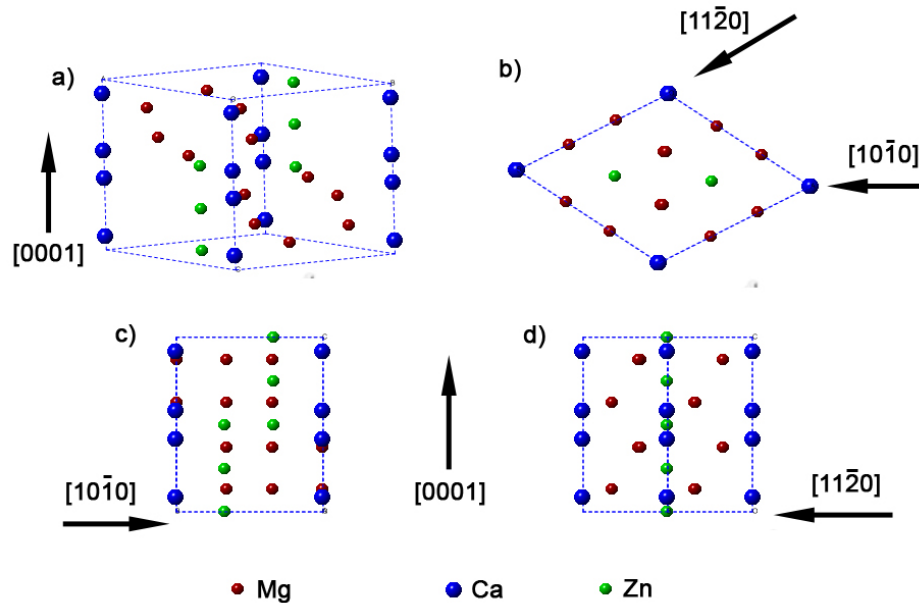 a)
[0001]
b)
[112̄0]
[101̄0]
c)
[101̄0]
[0001]
d)
[112̄0]
Mg Ca Zn